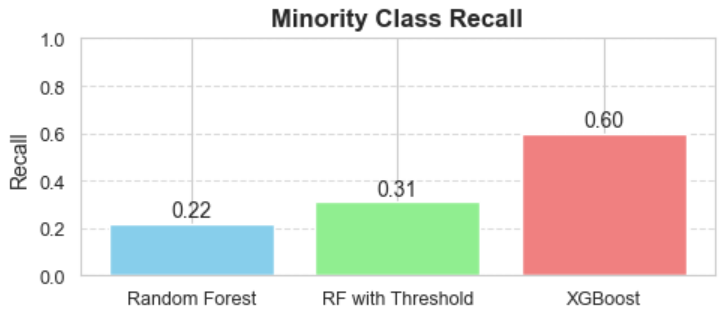 Minority Class Recall
1.0
0.8
0.6
0.4
0.2
0.0
Recall
0.22
0.31
0.60
Random Forest
RF with Threshold
XGBoost